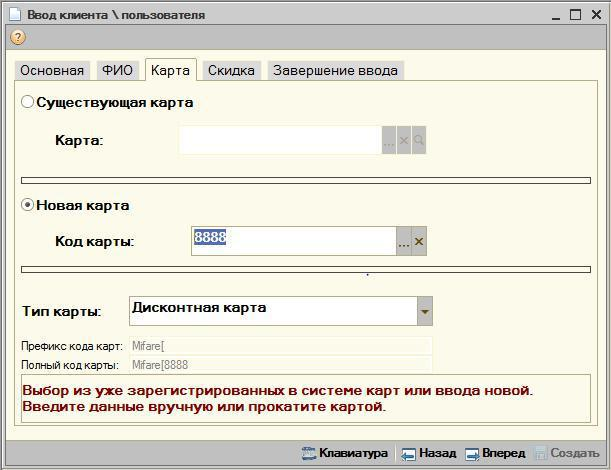 Ввод клиента \ пользователя
?
Основная ФИО Карта Скидка Завершение ввода
Существующая карта
Карта: ...
Новая карта
Код карты: 8888 ...
Тип карты: Дисконтная карта
Префикс кода карт: Mifare[
Полный код карты: Mifare[8888
Выбор из уже зарегистрированных в системе карт или ввода новой.
Введите данные вручную или прокатите картой.
Клавиатура Назад Вперед Создать